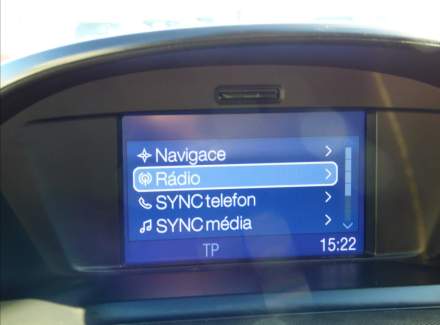 Navigace
Rádio
SYNC telefon
SYNC média
TP 15:22